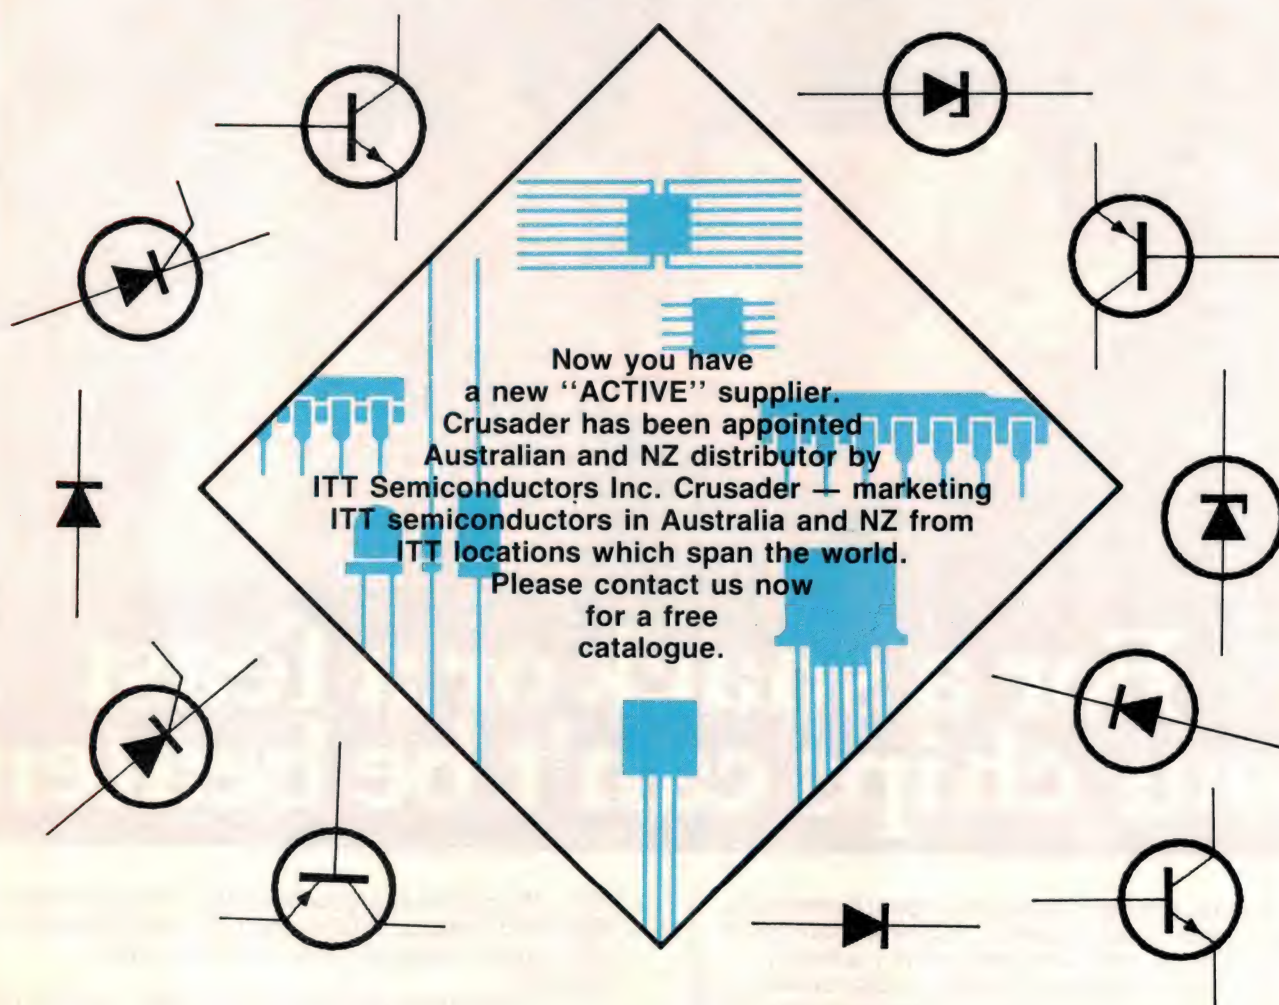 Now you have
a new “ACTIVE” supplier.
Crusader has been appointed
Australian and NZ distributor by
ITT Semiconductors Inc. Crusader — marketing
ITT semiconductors in Australia and NZ from
ITT locations which span the world.
Please contact us now
for a free
catalogue.